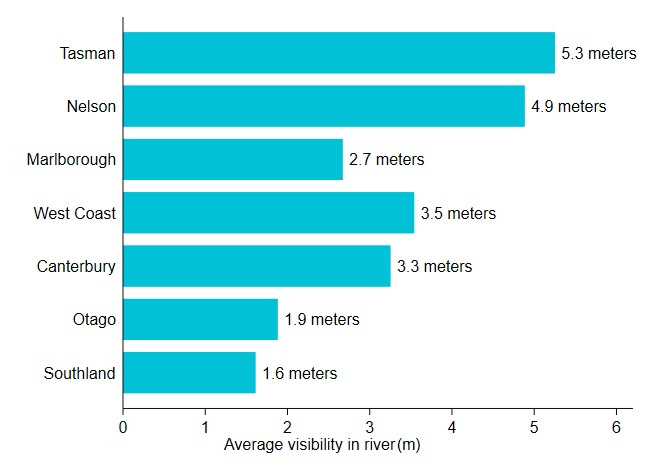 Tasman 5.3 meters
Nelson 4.9 meters
Marlborough 2.7 meters
West Coast 3.5 meters
Canterbury 3.3 meters
Otago 1.9 meters
Southland 1.6 meters
0 1 2 3 4 5 6
Average visibility in river (m)